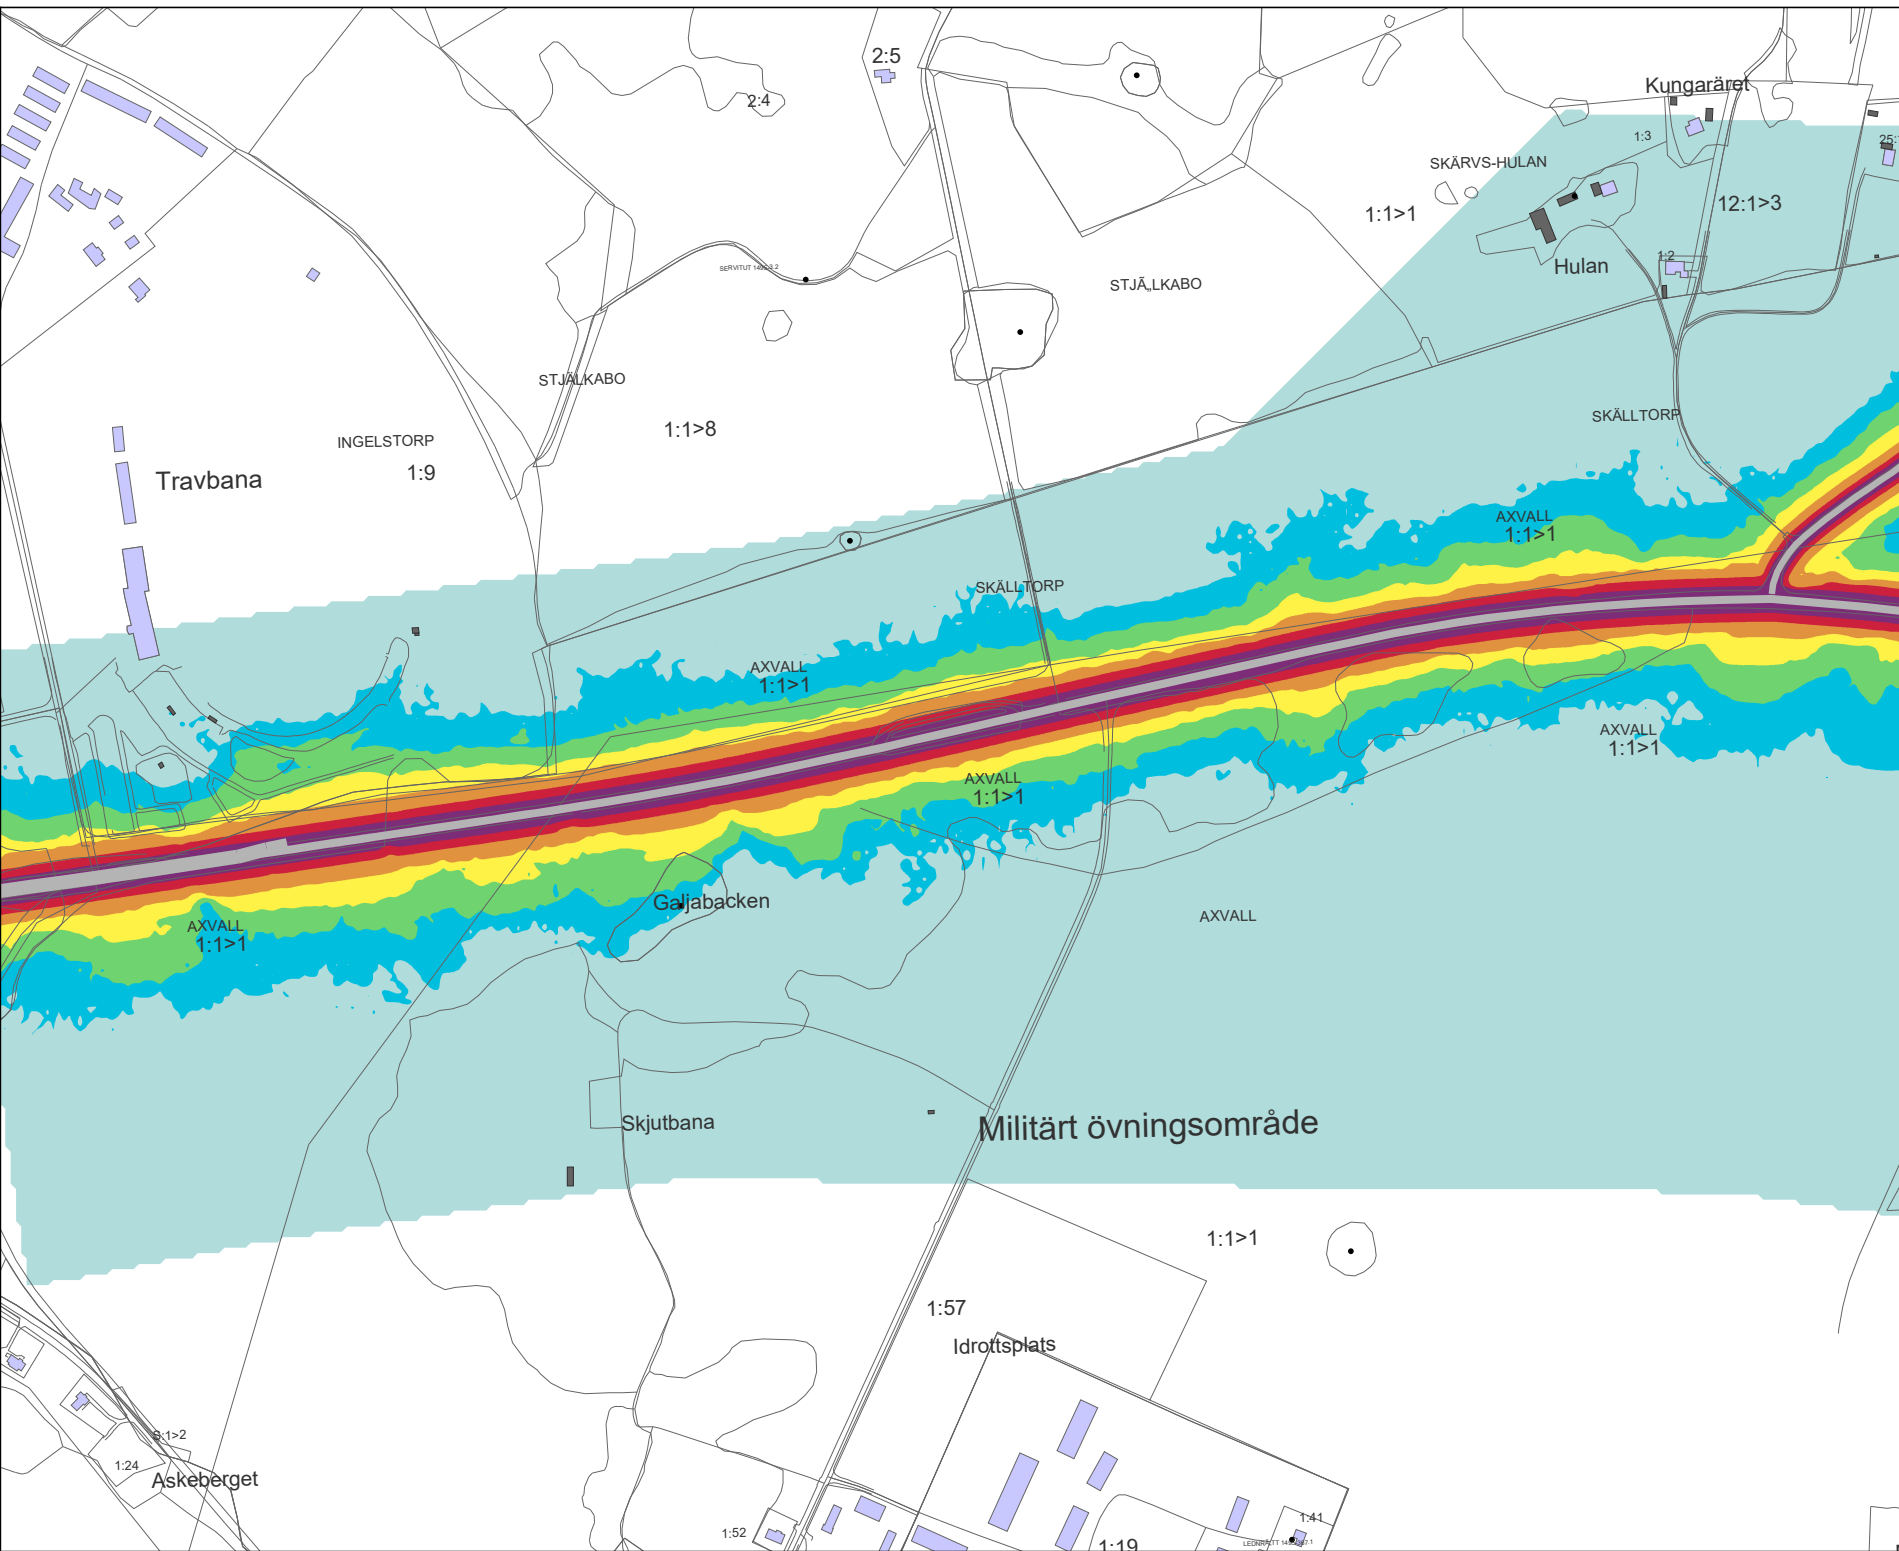 2:5
Kungaräret
2:4
1:3
25:
SKÄRVS-HULAN
12:1>3
1:1>1
1:2
Hulan
SERVITUT
STJÄ„LKABO
STJÄLKABO
SKÄLLTORP
1:1>8
INGELSTORP
1:9
Travbana
AXVALL
1:1>1
SKÄLLTORP
AXVALL
1:1>1
AXVALL
1:1>1
AXVALL
1:1>1
Galjabacken
AXVALL
AXVALL
1:1>1
Skjutbana
Militärt övningsområde
1:1>1
1:57
Idrottsplats
S:1>2
1:24
Askeberget
1:52
1:41
1:19